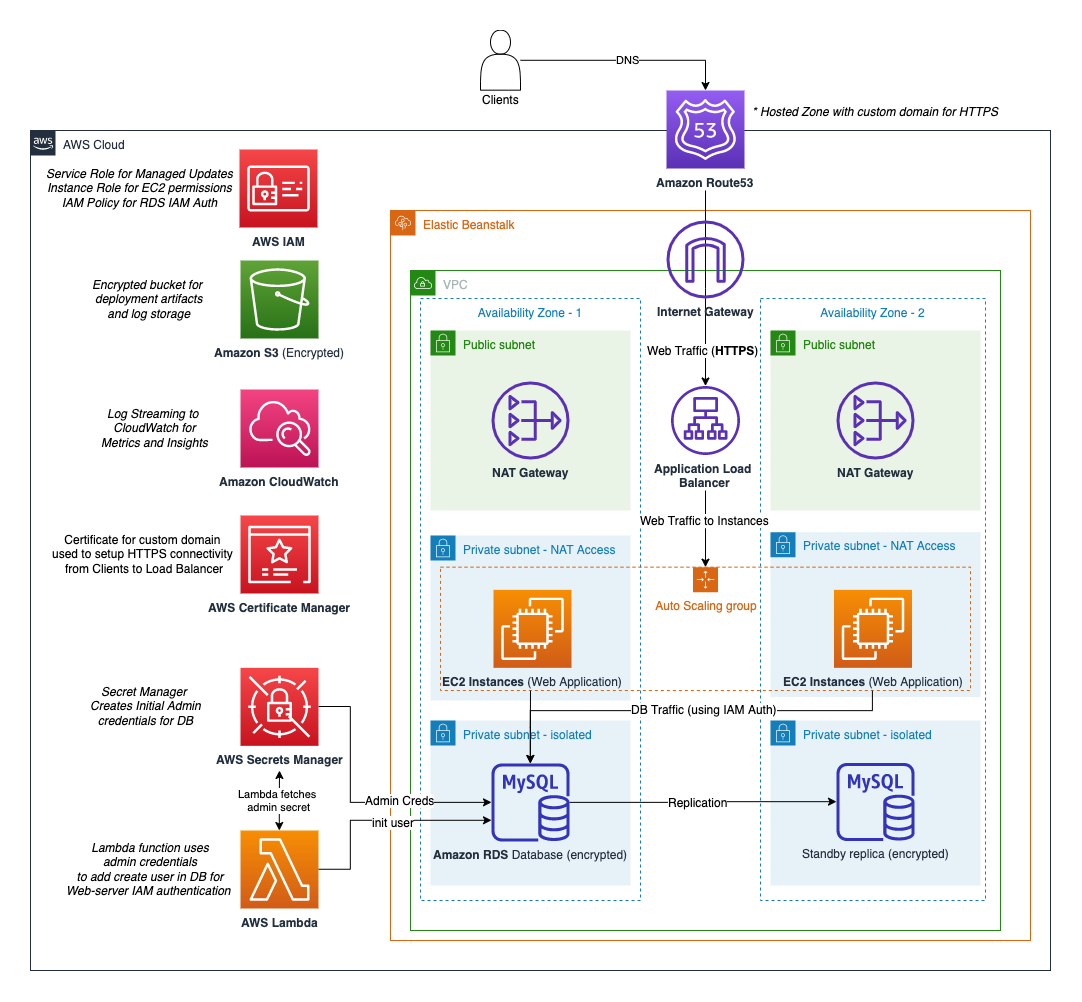 DNS
Clients
53
* Hosted Zone with custom domain for HTTPS
Amazon Route53
aws
AWS Cloud
Service Role for Managed Updates
Instance Role for EC2 permissions
IAM Policy for RDS IAM Auth
AWS IAM
Encrypted bucket for
deployment artifacts
and log storage
Amazon S3 (Encrypted)
Log Streaming to
CloudWatch for
Metrics and Insights
Amazon CloudWatch
Certificate for custom domain
used to setup HTTPS connectivity
from Clients to Load Balancer
AWS Certificate Manager
Secret Manager
Creates Initial Admin
credentials for DB
AWS Secrets Manager
Lambda fetches
admin secret
Lambda function uses
admin credentials
to add create user in DB for
Web-server IAM authentication
AWS Lambda
Elastic Beanstalk
VPC
Internet Gateway
Web Traffic (HTTPS)
Application Load
Balancer
Web Traffic to Instances
Auto Scaling group
Availability Zone - 1
Public subnet
NAT Gateway
Private subnet - NAT Access
EC2 Instances (Web Application)
Availability Zone - 2
Public subnet
NAT Gateway
Private subnet - NAT Access
EC2 Instances (Web Application)
DB Traffic (using IAM Auth)
Private subnet - isolated
MySQL
Amazon RDS Database (encrypted)
Admin Creds
init user
Replication
Private subnet - isolated
MySQL
Standby replica (encrypted)